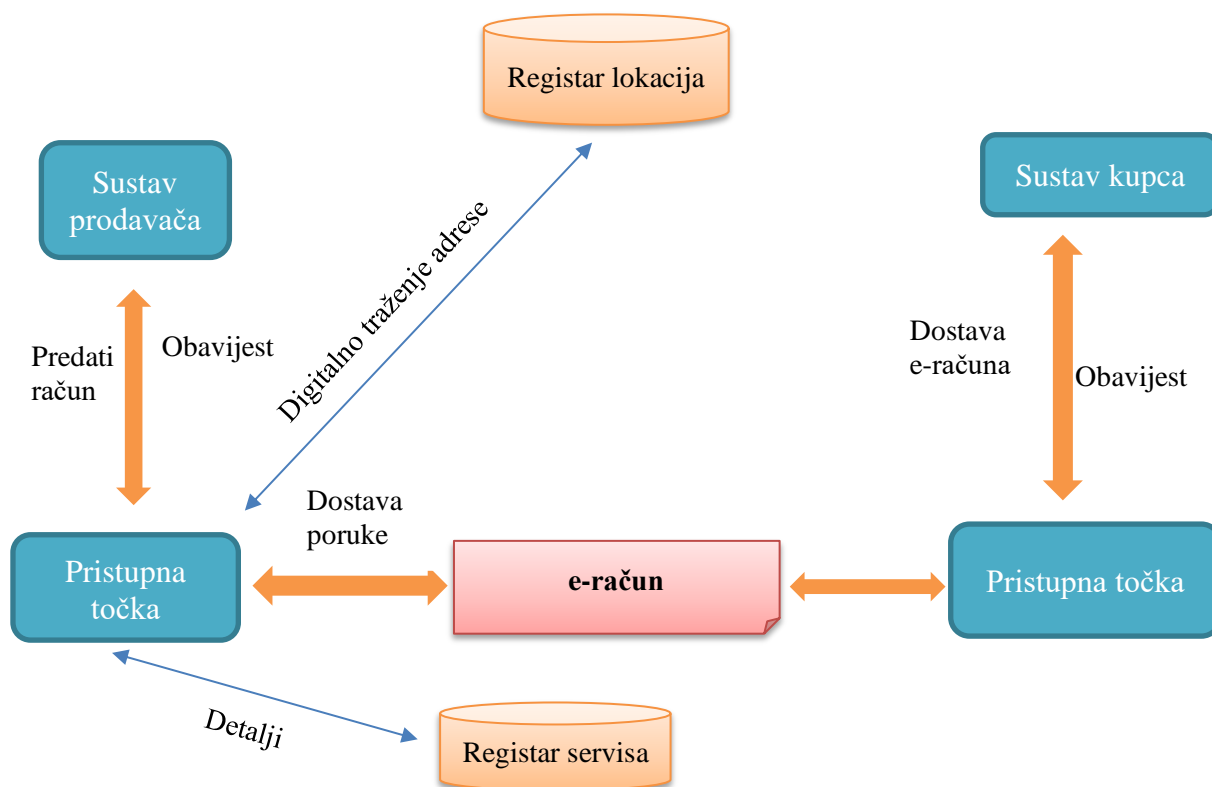 Registar lokacija
Sustav
prodavača
Sustav kupca
Digitalno traženje adrese
Predati
račun
Obavijest
Dostava
e-računa
Obavijest
Dostava
poruke
Pristupna
točka
e-račun
Pristupna točka
Detalji
Registar servisa